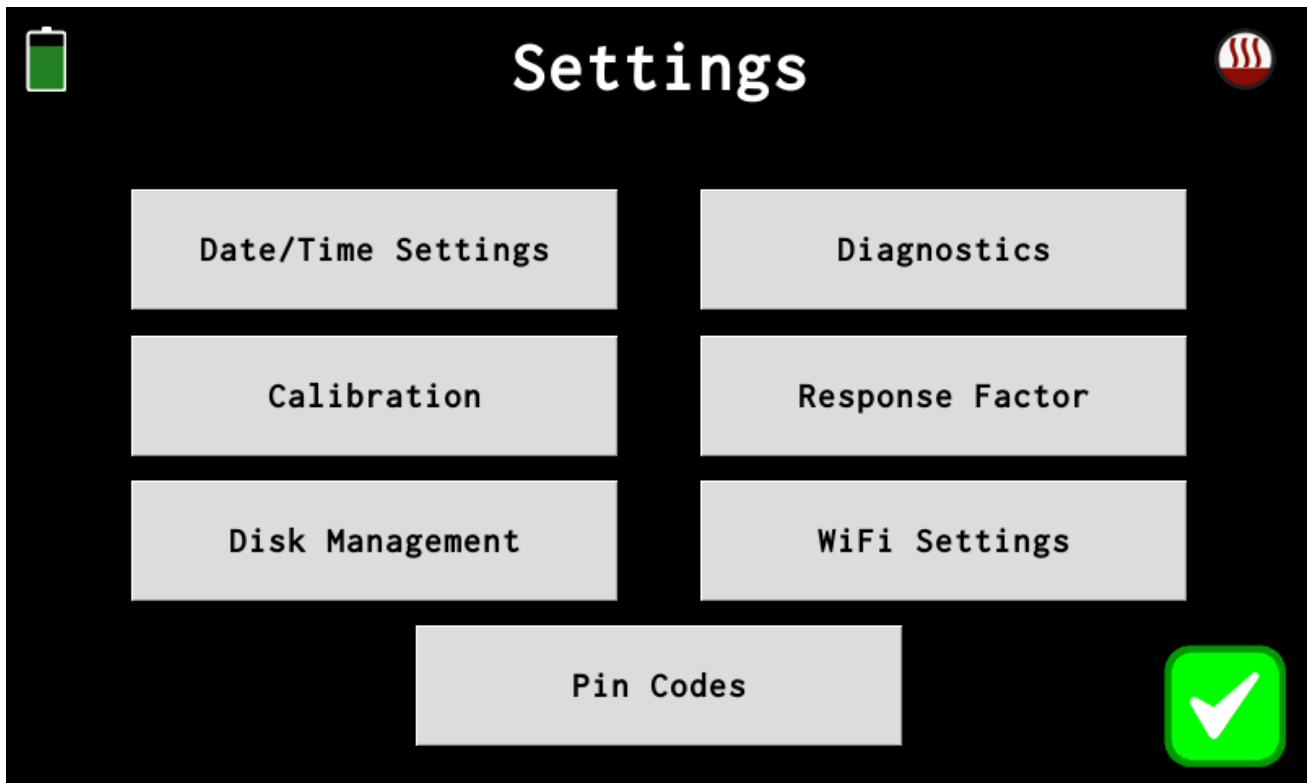 Settings
Date/Time Settings
Diagnostics
Calibration
Response Factor
Disk Management
WiFi Settings
Pin Codes